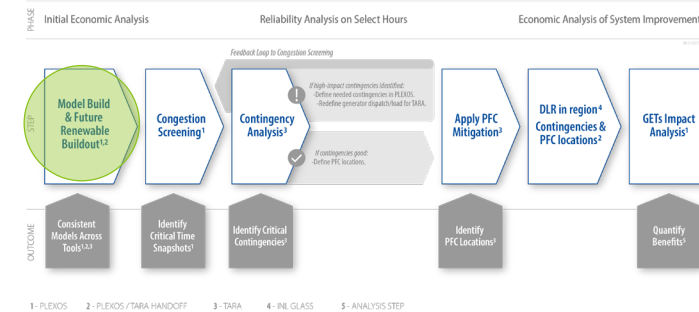 PHASE
Initial Economic Analysis
Reliability Analysis on Select Hours
Economic Analysis of System Improvement
STEP
Model Build
& Future
Renewable
Buildout1,2
Congestion
Screening1
Feedback Loop to Congestion Screening
Contingency
Analysis3
If high-impact contingencies identified:
-Define needed contingencies in PLEXOS.
-Redefine generator dispatch/load for TARA.
If contingencies good:
-Define PFC locations.
Apply PFC
Mitigation3
DLR in region4
Contingencies &
PFC locations2
GETs Impact
Analysis1
OUTCOME
Consistent
Models Across
Tools1,2,3
Identify
Critical Time
Snapshots1
Identify Critical
Contingencies3
Identify
PFC Locations3
Quantify
Benefits5
1 - PLEXOS
2 - PLEXOS / TARA HANDOFF
3 - TARA
4 - INL GLASS
5 - ANALYSIS STEP